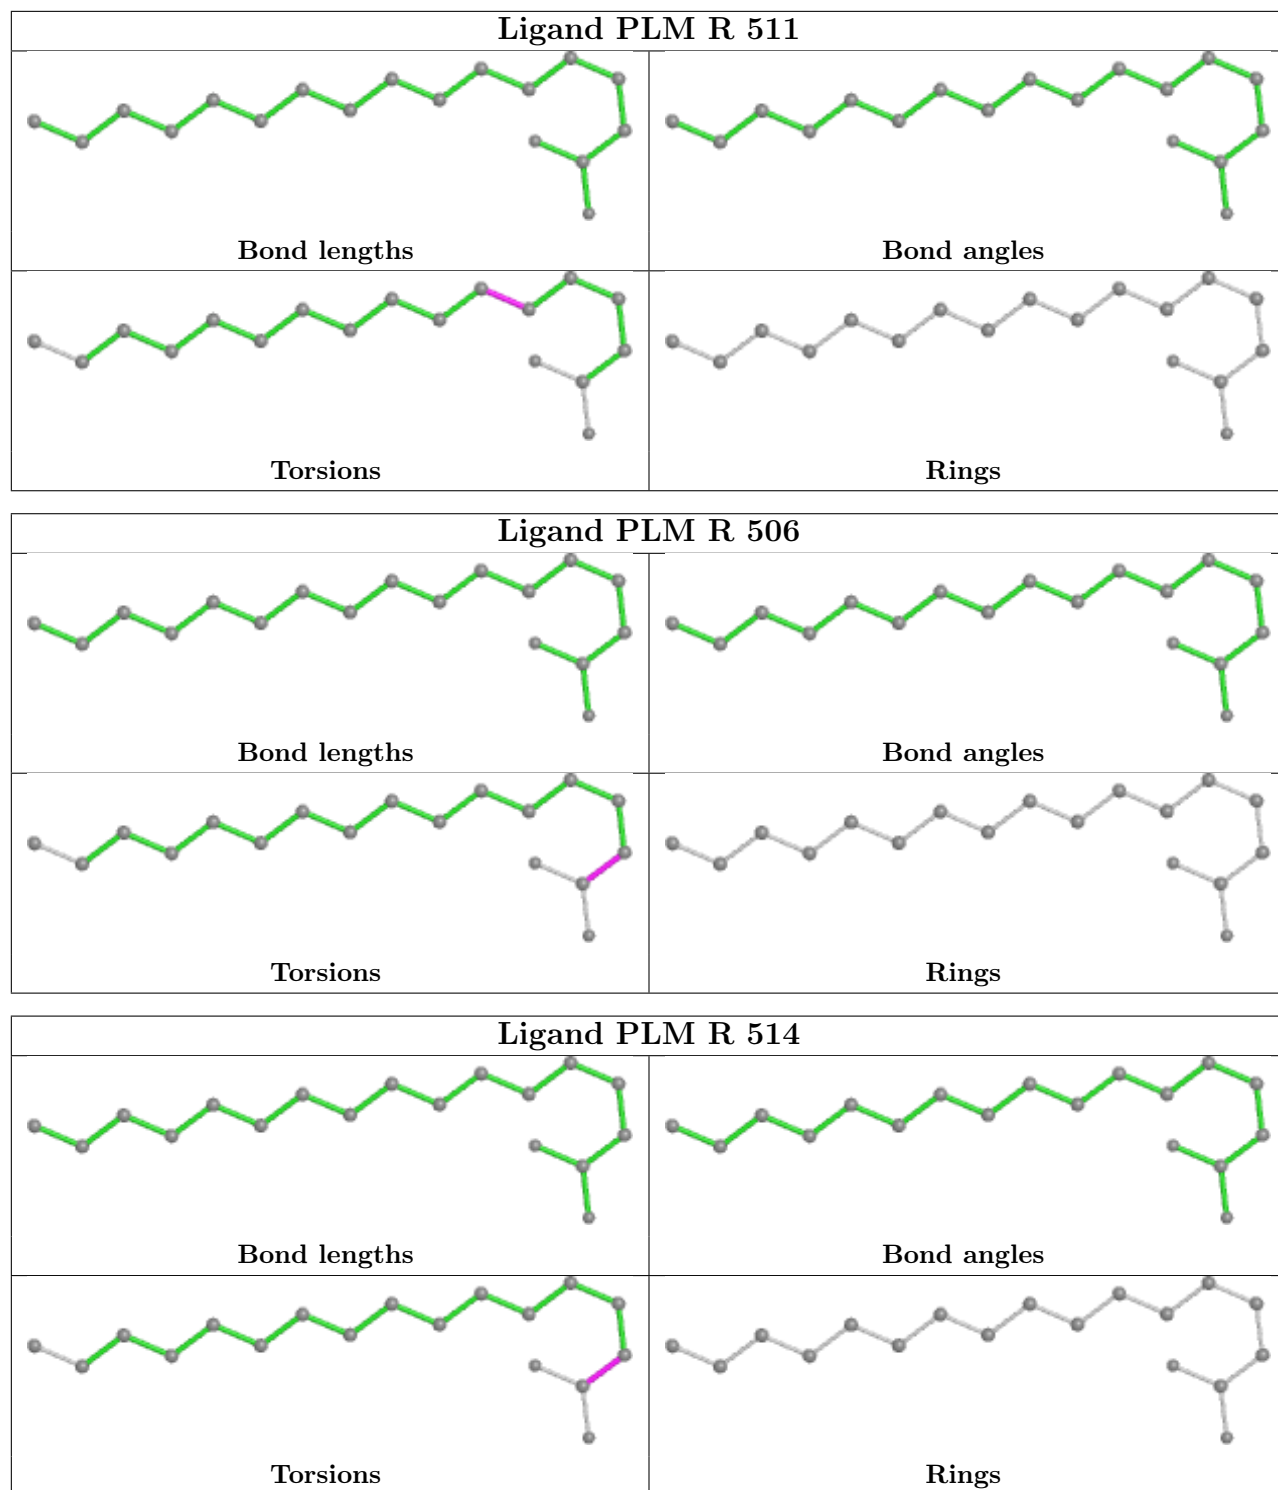 Ligand PLM R 511
Bond lengths
Bond angles
Torsions
Rings
Ligand PLM R 506
Bond lengths
Bond angles
Torsions
Rings
Ligand PLM R 514
Bond lengths
Bond angles
Torsions
Rings